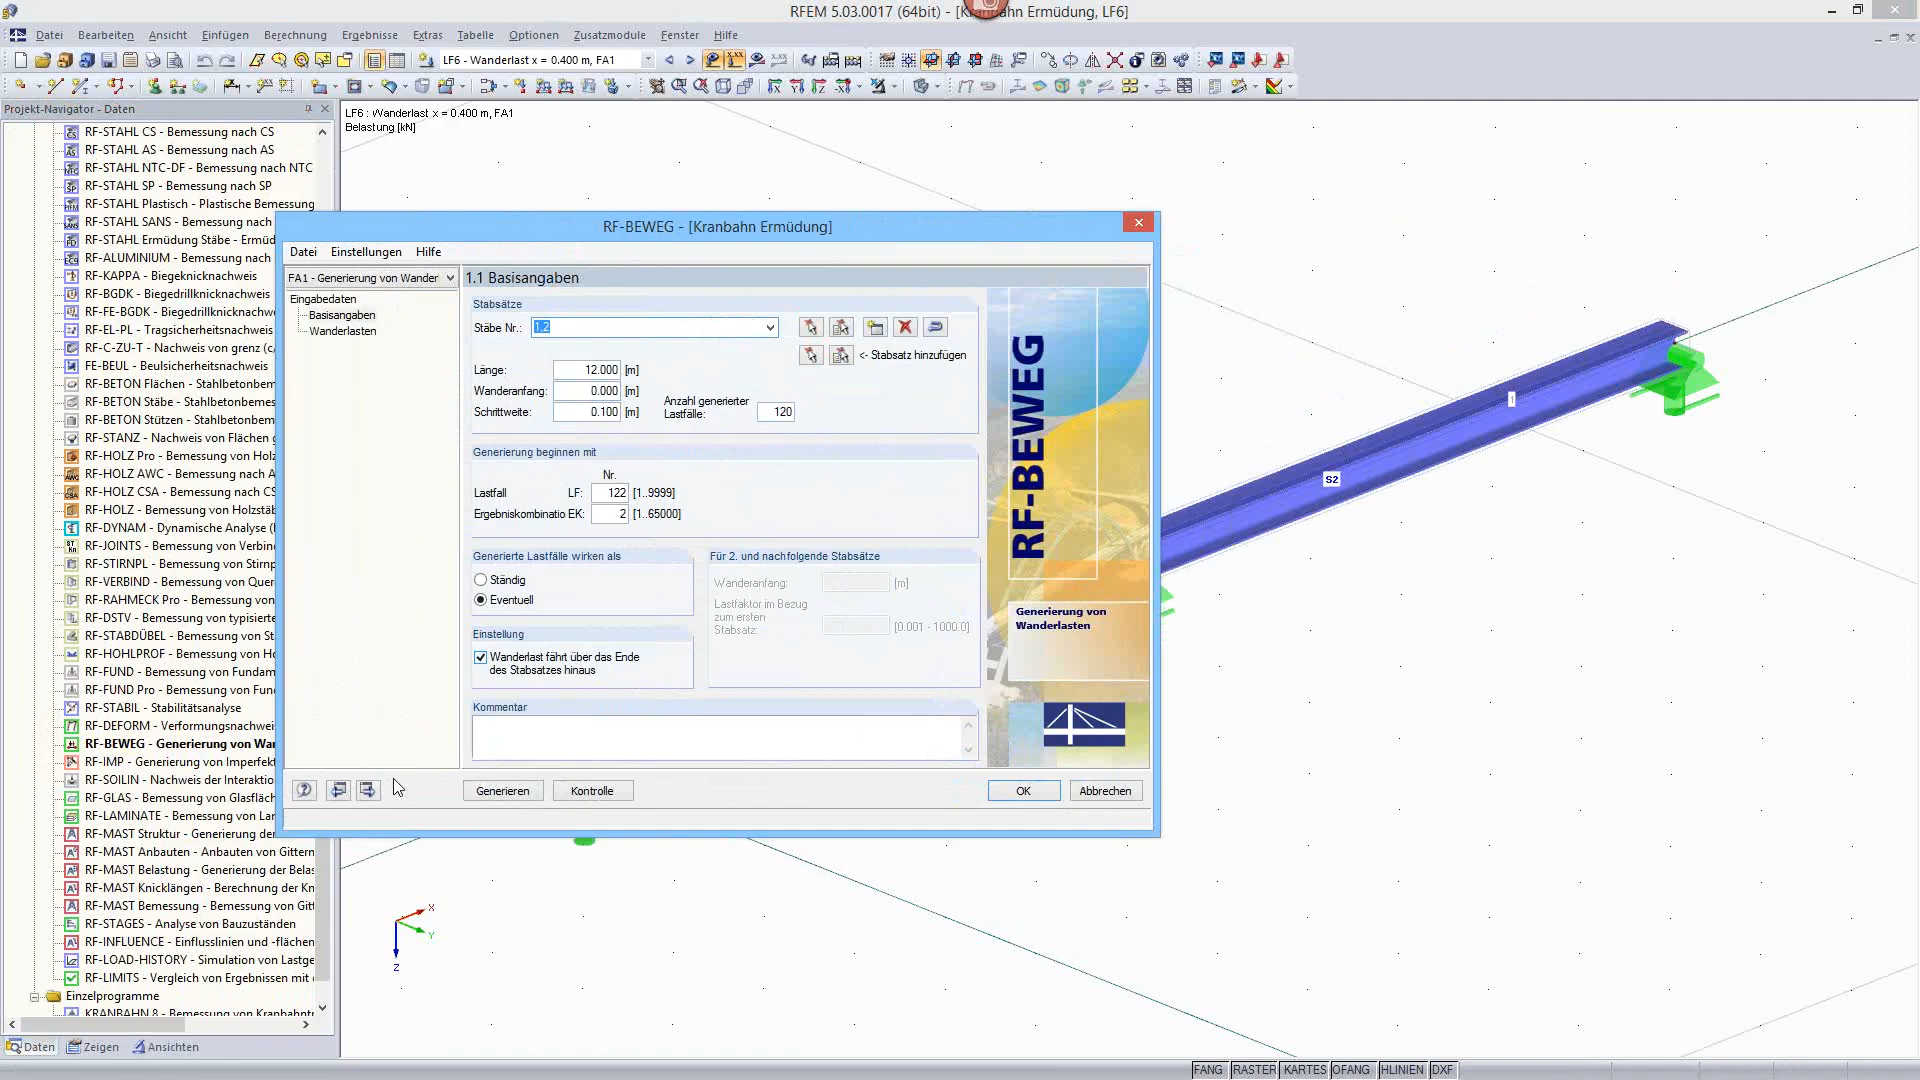 RFEM 5.03.0017 (64bit) - [Kranbahn Ermüdung, LF6]
Datei Bearbeiten Ansicht Einfügen Berechnung Ergebnisse Extras Tabelle Optionen Zusatzmodule Fenster Hilfe
LF6 - Wanderlast x = 0.400 m, FA1
Projekt-Navigator - Daten
RF-STAHL CS - Bemessung nach CS
RF-STAHL AS - Bemessung nach AS
RF-STAHL NTC-DF - Bemessung nach NTC
RF-STAHL SP - Bemessung nach SP
RF-STAHL Plastisch - Plastische Bemessung
RF-STAHL SANS - Bemessung nach
RF-STAHL Ermüdung Stäbe - Ermüd
RF-ALUMINIUM - Bemessung nach
RF-KAPPA - Biegeknicknachweis
RF-BGDK - Biegedrillknicknachweis
RF-FE-BGDK - Biegedrillknicknachweis
RF-EL-PL - Tragsicherheitsnachweis
RF-C-ZU-T - Nachweis von grenz (c/
FE-BEUL - Beulsicherheitsnachweis
RF-BETON Flächen - Stahlbetonbem
RF-BETON Stäbe - Stahlbetonbemes
RF-BETON Stützen - Stahlbetonbem
RF-STANZ - Nachweis von Flächen g
RF-HOLZ Pro - Bemessung von Holz
RF-HOLZ AWC - Bemessung nach A
RF-HOLZ CSA - Bemessung nach CS
RF-HOLZ - Bemessung von Holzstäb
RF-DYNAM - Dynamische Analyse (
RF-JOINTS - Bemessung von Verbin
RF-STIRNPL - Bemessung von Stirnp
RF-VERBIND - Bemessung von Quer
RF-RAHMECK Pro - Bemessung von
RF-DSTV - Bemessung von typisierte
RF-STABDÜBEL - Bemessung von St
RF-HOHLPROF - Bemessung von Ho
RF-FUND - Bemessung von Fundam
RF-FUND Pro - Bemessung von Fun
RF-STABIL - Stabilitätsanalyse
RF-DEFORM - Verformungsnachweis
RF-BEWEG - Generierung von Wan
RF-IMP - Generierung von Imperfekt
RF-SOILIN - Nachweis der Interaktio
RF-GLAS - Bemessung von Glasfläch
RF-LAMINATE - Bemessung von Lar
RF-MAST Struktur - Generierung der
RF-MAST Anbauten - Anbauten von Gittern
RF-MAST Belastung - Generierung der Belas
RF-MAST Knicklängen - Berechnung der Kn
RF-MAST Bemessung - Bemessung von Gitt
RF-STAGES - Analyse von Bauzuständen
RF-INFLUENCE - Einflusslinien und -flächen
RF-LOAD-HISTORY - Simulation von Lastge
RF-LIMITS - Vergleich von Ergebnissen mit
Einzelprogramme
KRANBAHN 8 - Bemessung von Kranbahntr
Daten Zeigen Ansichten
LF6 : Wanderlast x = 0.400 m, FA1
Belastung [kN]
RF-BEWEG - [Kranbahn Ermüdung]
Datei Einstellungen Hilfe
FA1 - Generierung von Wander
Eingabedaten
Basisangaben
Wanderlasten
1.1 Basisangaben
Stabsätze
Stäbe Nr.: 1,2
<- Stabsatz hinzufügen
Länge: 12.000 [m]
Wanderanfang: 0.000 [m]
Schrittweite: 0.100 [m]
Anzahl generierter
Lastfälle: 120
Generierung beginnen mit
Nr.
Lastfall LF: 122 [1..9999]
Ergebniskombinatio EK: 2 [1..65000]
Generierte Lastfälle wirken als
Ständig
Eventuell
Für 2. und nachfolgende Stabsätze
Wanderanfang: [m]
Lastfaktor im Bezug
zum ersten
Stabsatz: [0.001 - 1000.0]
Einstellung
Wanderlast fährt über das Ende
des Stabsatzes hinaus
Kommentar
Generieren Kontrolle OK Abbrechen
RF-BEWEG
Generierung von
Wanderlasten
1
S2
X
Y
Z
FANG RASTER KARTES OFANG HLINIEN DXF